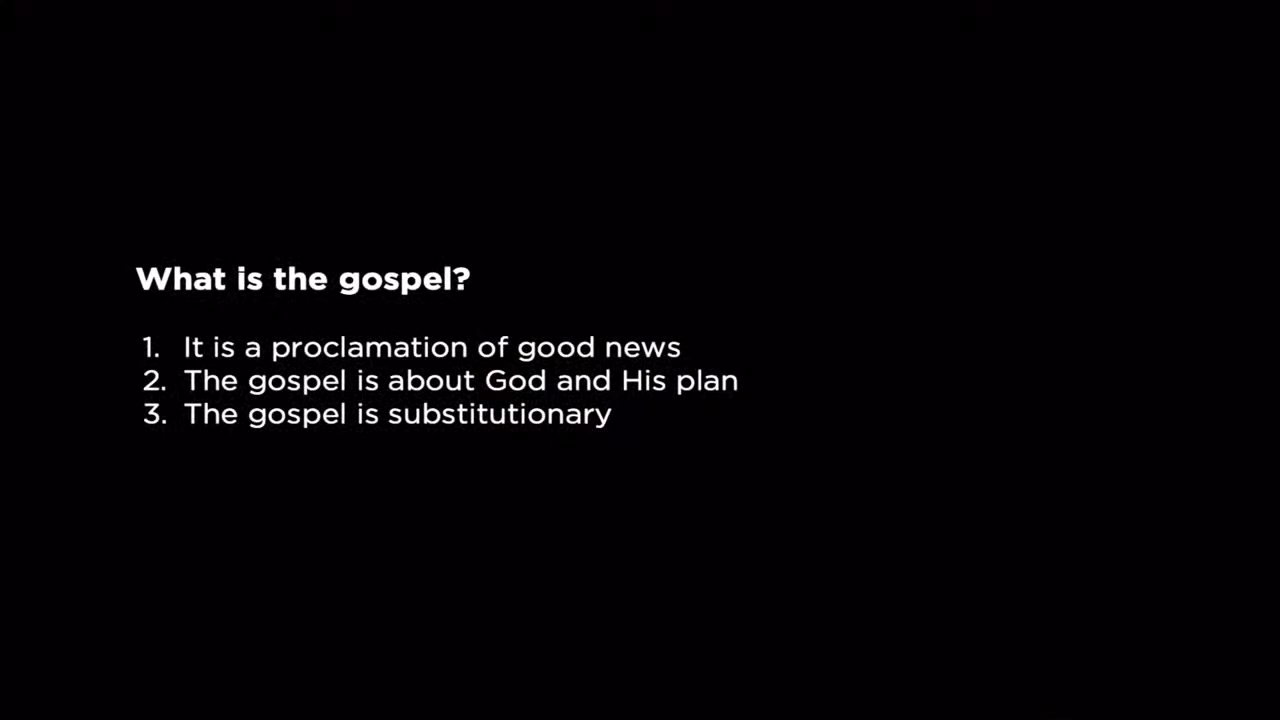 What is the gospel?
1. It is a proclamation of good news
2. The gospel is about God and His plan
3. The gospel is substitutionary